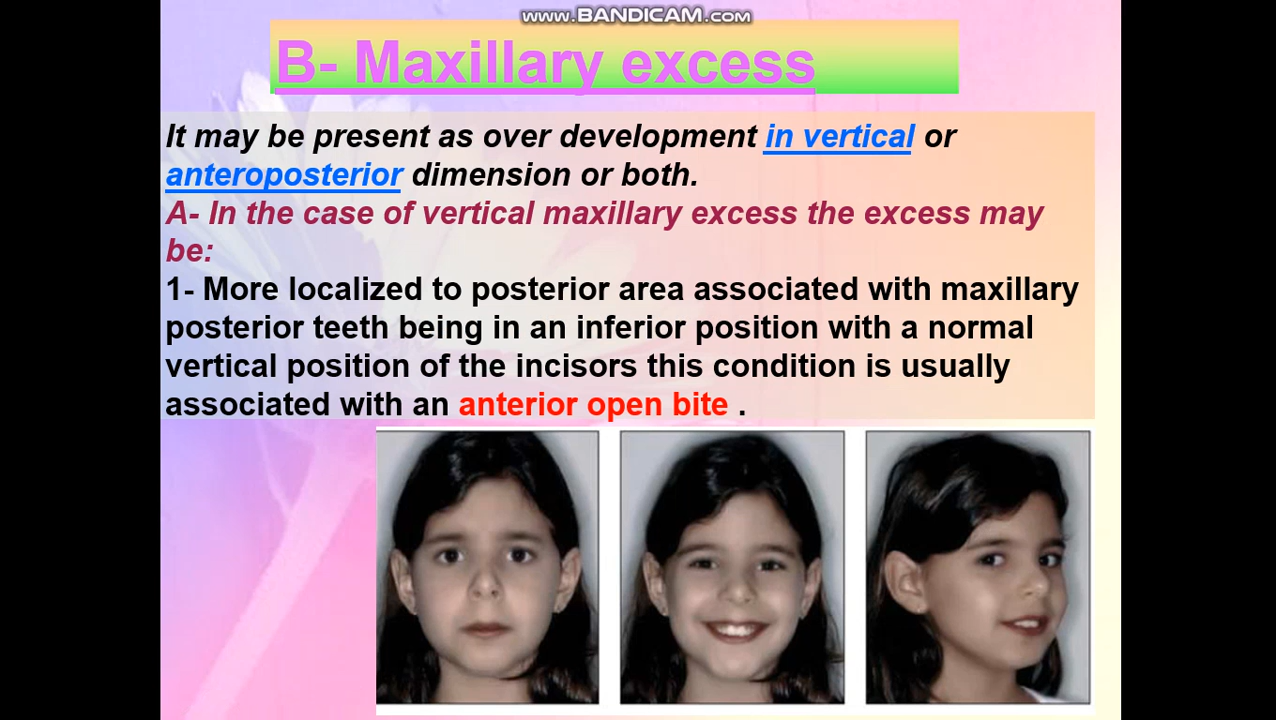 www.BANDICAM.com
B- Maxillary excess
It may be present as over development in vertical or
anteroposterior dimension or both.
A- In the case of vertical maxillary excess the excess may
be:
1- More localized to posterior area associated with maxillary
posterior teeth being in an inferior position with a normal
vertical position of the incisors this condition is usually
associated with an anterior open bite .